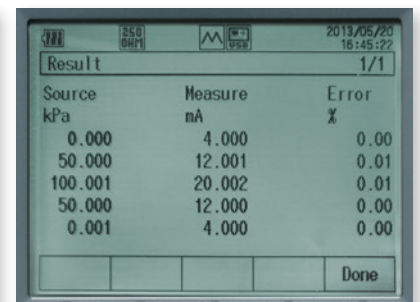 250 OHM USB 2013/05/20
16:45:22
Result 1/1
Source Measure Error
kPa mA %
0.000 4.000 0.00
50.000 12.001 0.01
100.001 20.002 0.01
50.000 12.000 0.00
0.001 4.000 0.00
Done